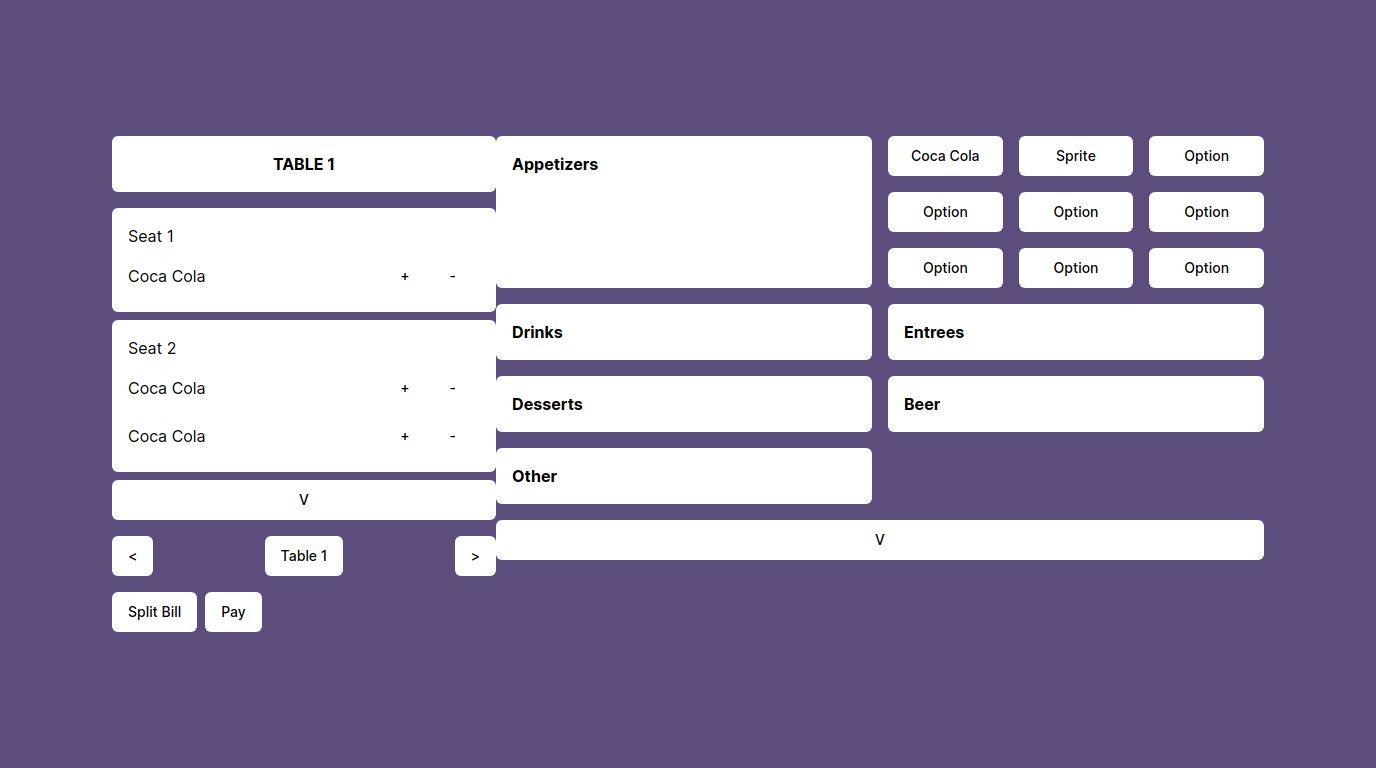 TABLE 1
Seat 1
Coca Cola + -
Seat 2
Coca Cola + -
Coca Cola + -
V
< Table 1 >
Split Bill Pay
Appetizers
Coca Cola Sprite Option
Option Option Option
Option Option Option
Drinks Entrees
Desserts Beer
Other
V